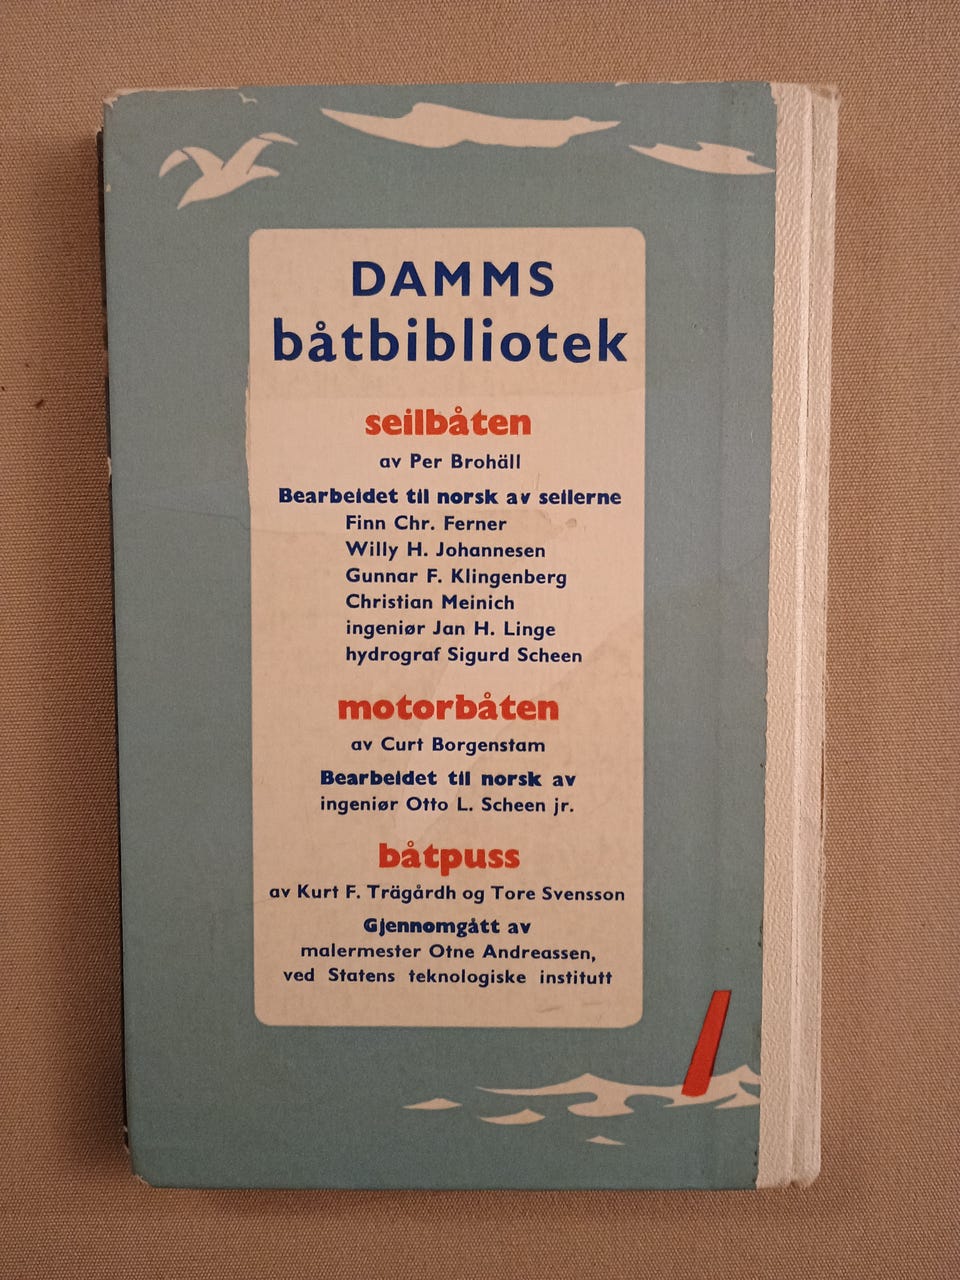 DAMMS
båtbibliotek
seilbåten
av Per Brohäll
Bearbeidet til norsk av seilerne
Finn Chr. Ferner
Willy H. Johannesen
Gunnar F. Klingenberg
Christian Meinich
ingeniør Jan H. Linge
hydrograf Sigurd Scheen
motorbåten
av Curt Borgenstam
Bearbeidet til norsk av
ingeniør Otto L. Scheen jr.
båtpuss
av Kurt F. Trägårdh og Tore Svensson
Gjennomgått av
malermester Otne Andreassen,
ved Statens teknologiske institutt